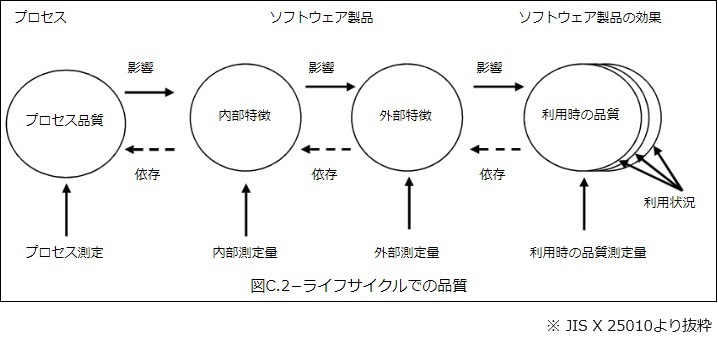 プロセス
ソフトウェア製品
ソフトウェア製品の効果
影響
影響
影響
プロセス品質
内部特徴
外部特徴
利用時の品質
依存
依存
依存
利用状況
プロセス測定
内部測定量
外部測定量
利用時の品質測定量
図C.2−ライフサイクルでの品質
※ JIS X 25010より抜粋